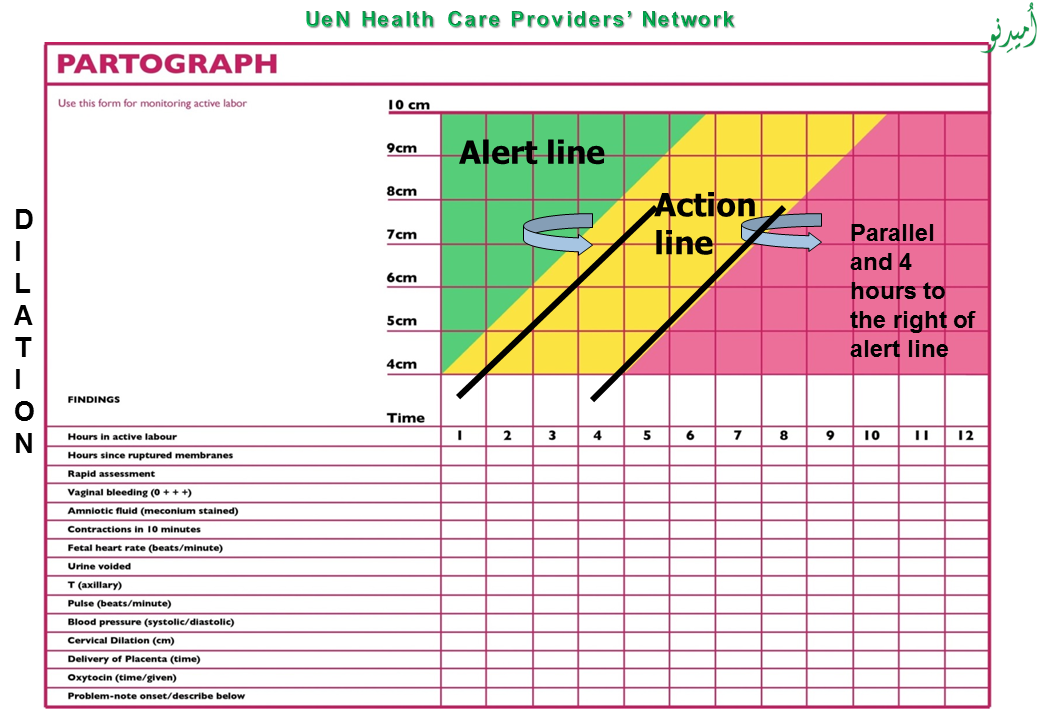 UeN Health Care Providers’ Network
اُمیدِنو
PARTOGRAPH
Use this form for monitoring active labor
10 cm
9cm
8cm
7cm
6cm
5cm
4cm
Alert line
Action
line
Parallel
and 4
hours to
the right of
alert line
D
I
L
A
T
I
O
N
FINDINGS
Time
Hours in active labour 1 2 3 4 5 6 7 8 9 10 11 12
Hours since ruptured membranes
Rapid assessment
Vaginal bleeding (0 + + +)
Amniotic fluid (meconium stained)
Contractions in 10 minutes
Fetal heart rate (beats/minute)
Urine voided
T (axillary)
Pulse (beats/minute)
Blood pressure (systolic/diastolic)
Cervical Dilation (cm)
Delivery of Placenta (time)
Oxytocin (time/given)
Problem-note onset/describe below